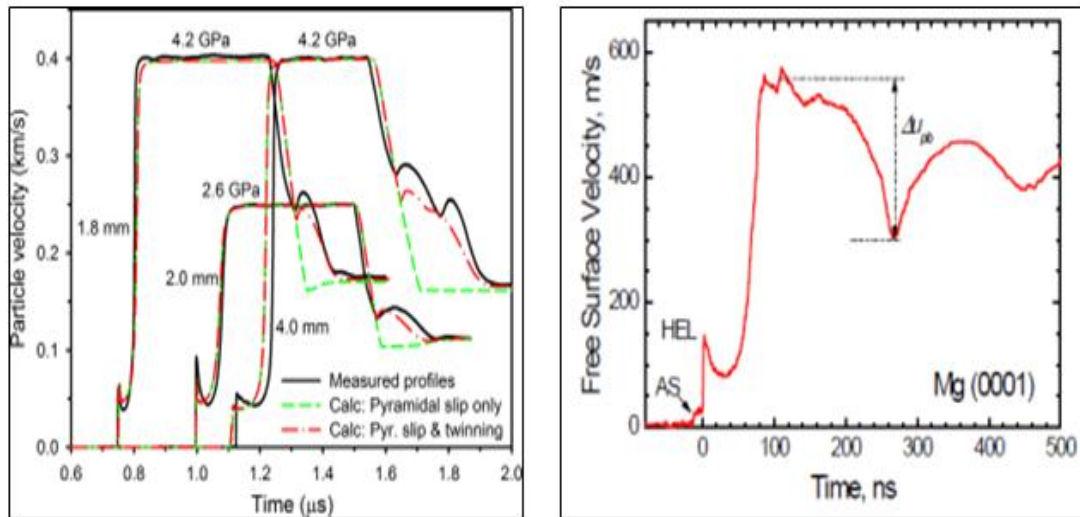 4.2 GPa
4.2 GPa
0.4
0.3
0.2
0.1
0.0
Particle velocity (km/s)
2.6 GPa
1.8 mm
2.0 mm
4.0 mm
Measured profiles
Calc: Pyramidal slip only
Calc: Pyr. slip & twinning
0.6 0.8 1.0 1.2 1.4 1.6 1.8 2.0
Time (μs)
600
400
200
0
Free Surface Velocity, m/s
ΔU_pb
HEL
AS
Mg (0001)
0 100 200 300 400 500
Time, ns